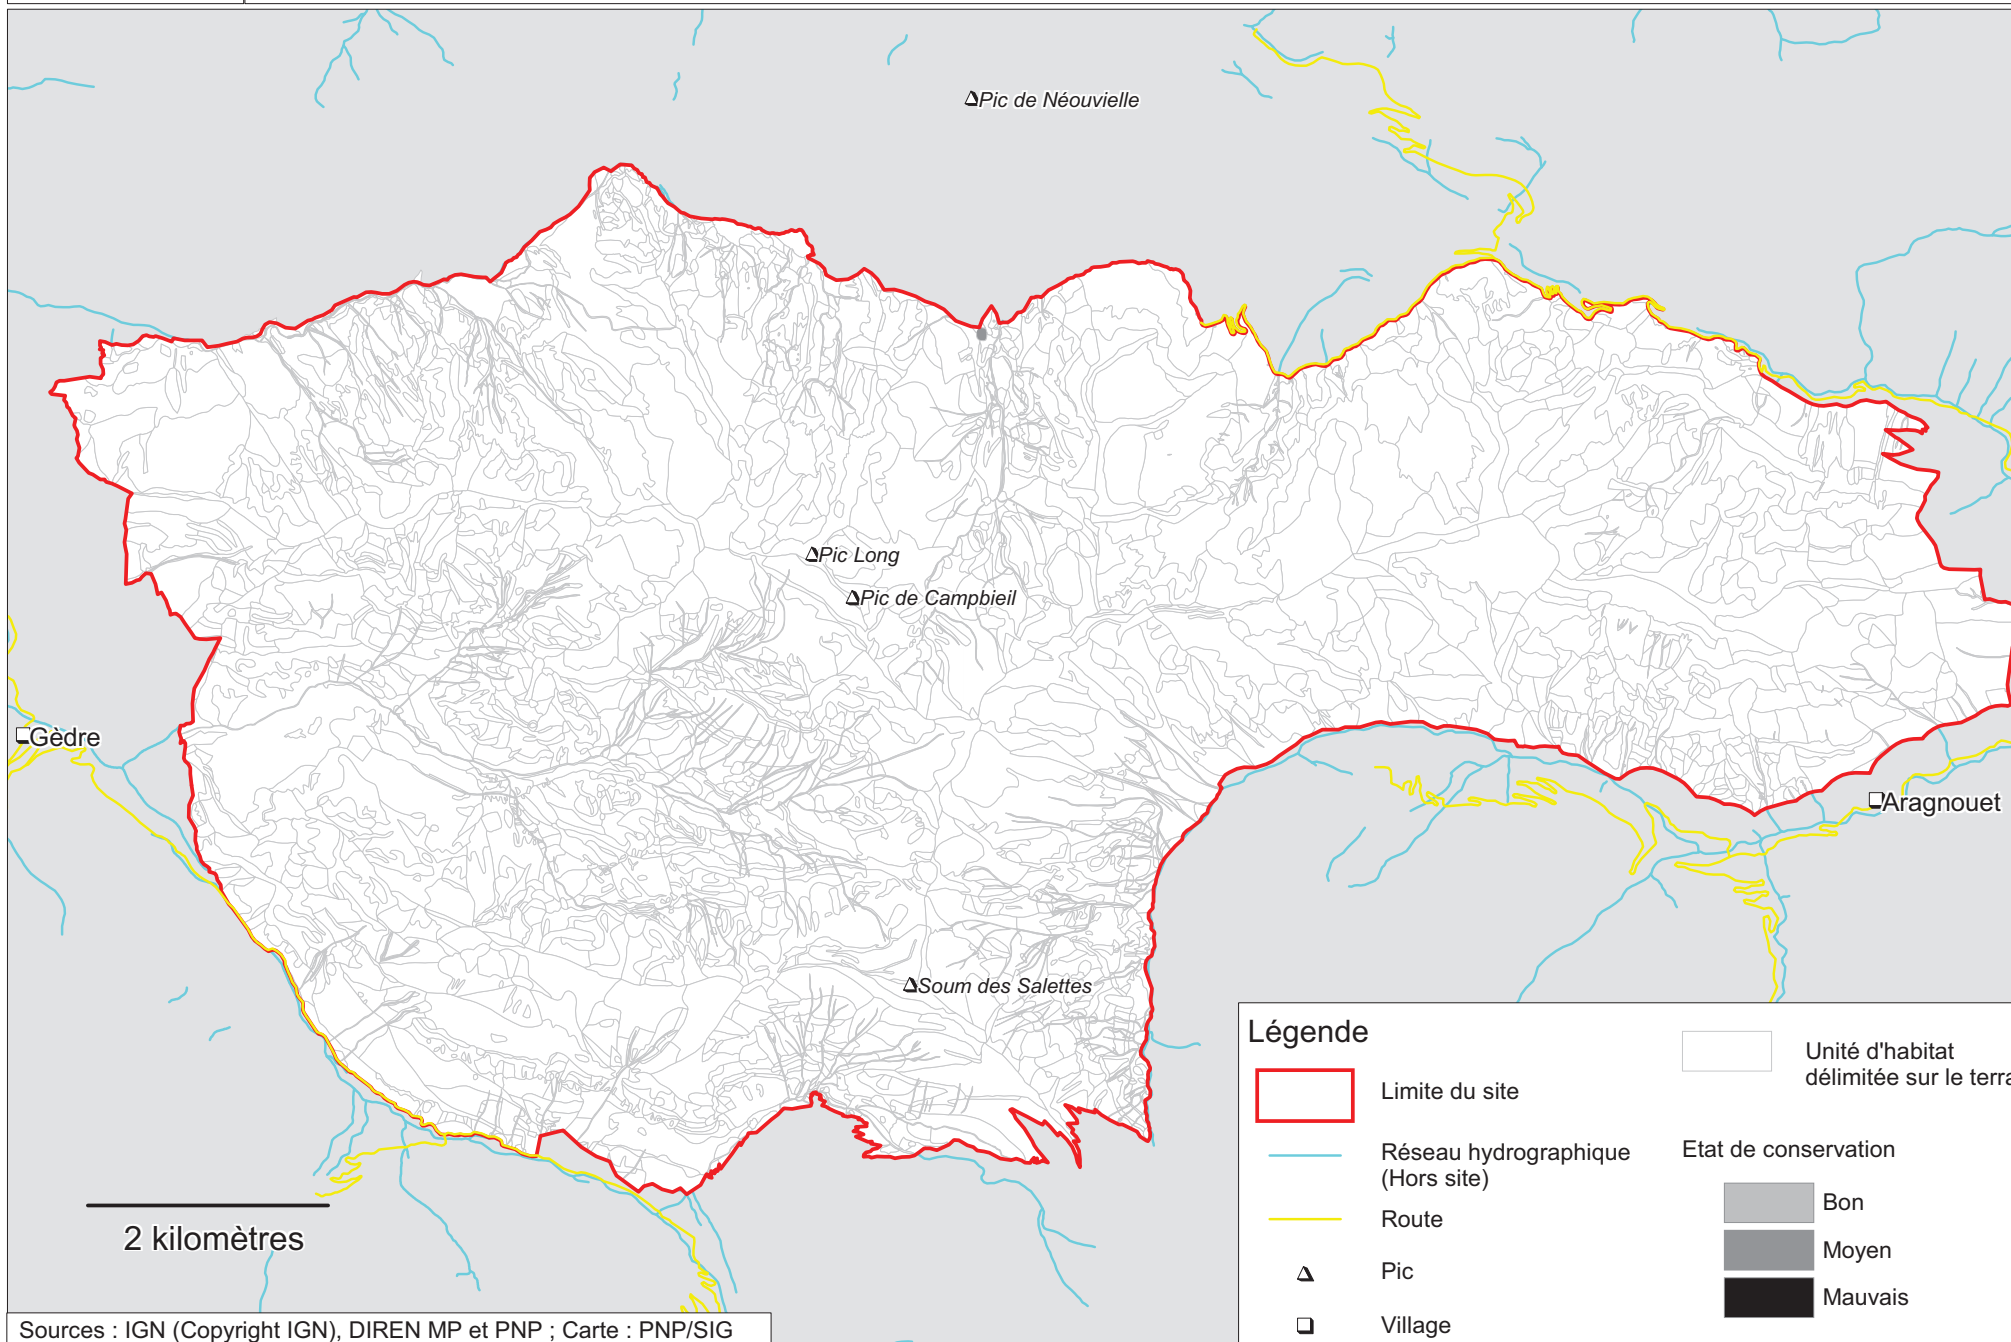 Pic de Néouvielle
Pic Long
Pic de Campbieil
Gèdre
Aragnouet
Soum des Salettes
Légende
Limite du site
Réseau hydrographique
(Hors site)
Route
Pic
Village
Unité d'habitat
délimitée sur le terra
Etat de conservation
Bon
Moyen
Mauvais
2 kilomètres
Sources : IGN (Copyright IGN), DIREN MP et PNP ; Carte : PNP/SIG